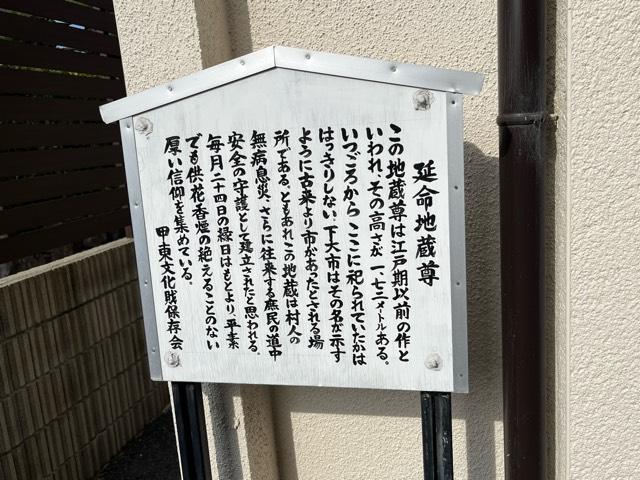 延命地蔵尊
この地蔵尊は江戸期以前の作と
いわれ、その高さが一、七三メートルある。
いつごろから ここに祀られていたかは
はっきりしない、下大市はその名が示す
ように古来より市があったとされる場
所である、ともあれこの地蔵は村人の
無病息災、さらに往来する庶民の道中
安全の守護として建立されたと思われる。
毎月二十四日の縁日はもとより、平素
でも供花香煙の絶えることのない
厚い信仰を集めている。
甲東文化財保存会